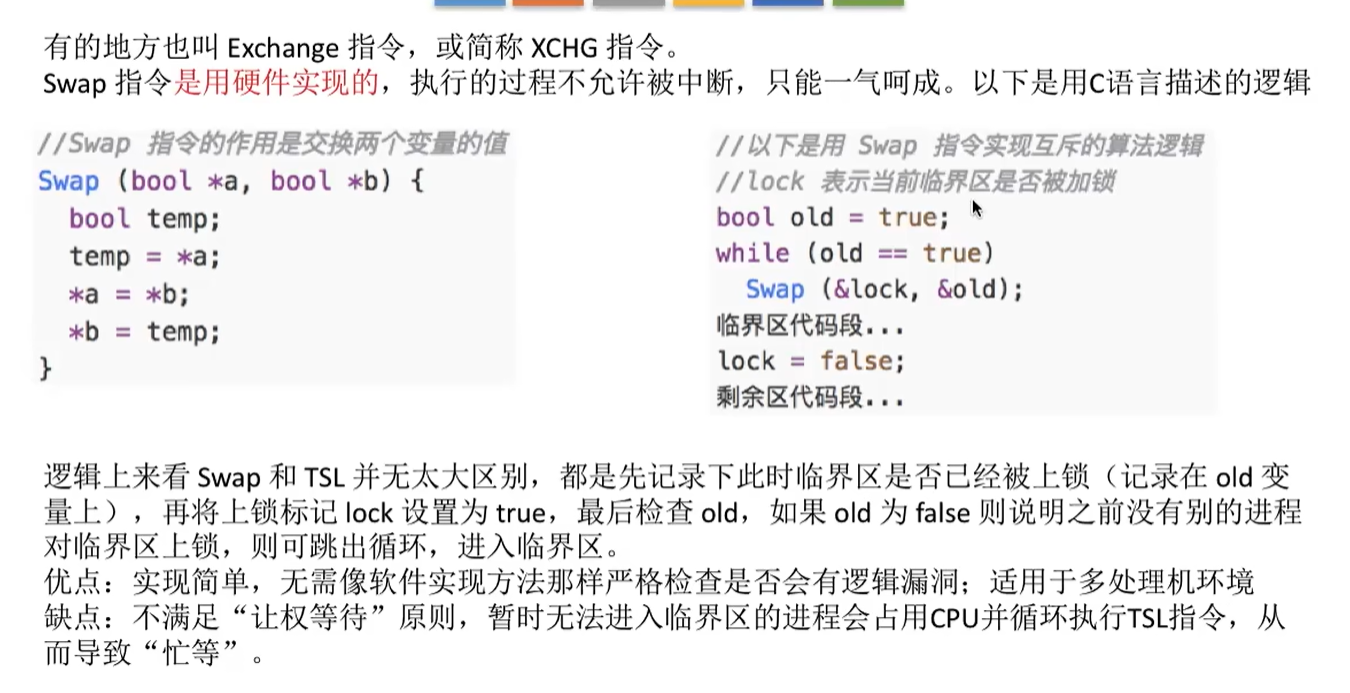 有的地方也叫 Exchange 指令，或简称 XCHG 指令。
Swap 指令是用硬件实现的，执行的过程不允许被中断，只能一气呵成。以下是用C语言描述的逻辑
//Swap 指令的作用是交换两个变量的值
Swap (bool *a, bool *b) {
bool temp;
temp = *a;
*a = *b;
*b = temp;
}
//以下是用 Swap 指令实现互斥的算法逻辑
//lock 表示当前临界区是否被加锁
bool old = true;
while (old == true)
Swap (&lock, &old);
临界区代码段...
lock = false;
剩余区代码段...
逻辑上来看 Swap 和 TSL 并无太大区别，都是先记录下此时临界区是否已经被上锁（记录在 old 变
量上），再将上锁标记 lock 设置为 true，最后检查 old，如果 old 为 false 则说明之前没有别的进程
对临界区上锁，则可跳出循环，进入临界区。
优点：实现简单，无需像软件实现方法那样严格检查是否会有逻辑漏洞；适用于多处理机环境
缺点：不满足“让权等待”原则，暂时无法进入临界区的进程会占用CPU并循环执行TSL指令，从
而导致“忙等”。